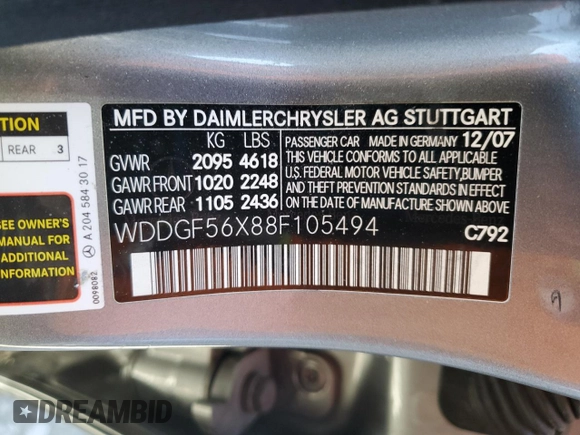 TION
REAR 3
SEE OWNER'S
MANUAL FOR
ADDITIONAL
INFORMATION
A 204 584 30 17
0098082
MFD BY DAIMLERCHRYSLER AG STUTTGART
KG LBS
GVWR 2095 4618
GAWR FRONT 1020 2248
GAWR REAR 1105 2436
PASSENGER CAR MADE IN GERMANY 12/07
THIS VEHICLE CONFORMS TO ALL APPLICABLE
U.S. FEDERAL MOTOR VEHICLE SAFETY, BUMPER
AND THEFT PREVENTION STANDARDS IN EFFECT
ON THE DATE OF MANUFACTURE SHOWN ABOVE
WDDGF56X88F105494
C792
DREAMBID